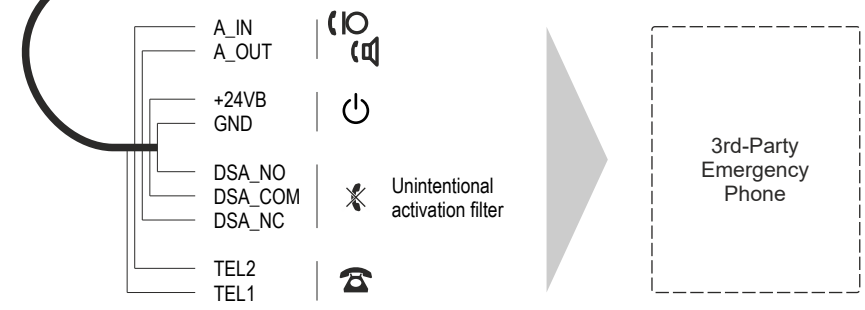 A_IN
A_OUT
+24VB
GND
DSA_NO
DSA_COM
DSA_NC
Unintentional
activation filter
TEL2
TEL1
3rd-Party
Emergency
Phone